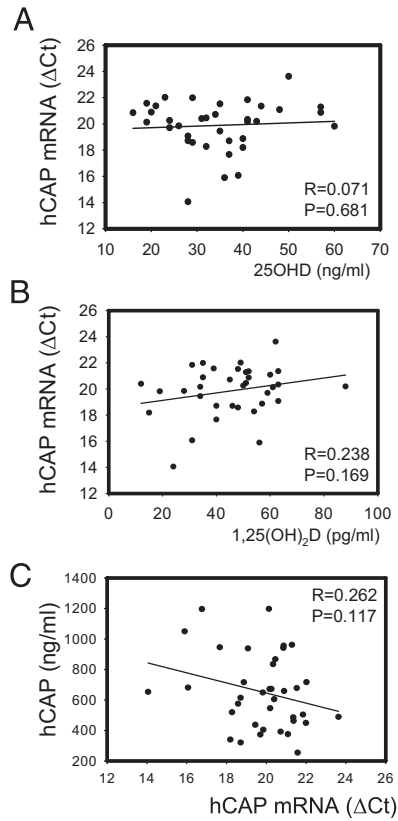 A
hCAP mRNA (ΔCt)
26
24
22
20
18
16
14
12
R=0.071
P=0.681
10 20 30 40 50 60 70
25OHD (ng/ml)
B
hCAP mRNA (ΔCt)
26
24
22
20
18
16
14
12
R=0.238
P=0.169
0 20 40 60 80 100
1,25(OH)₂D (pg/ml)
C
hCAP (ng/ml)
1400
1200
1000
800
600
400
200
R=0.262
P=0.117
12 14 16 18 20 22 24 26
hCAP mRNA (ΔCt)